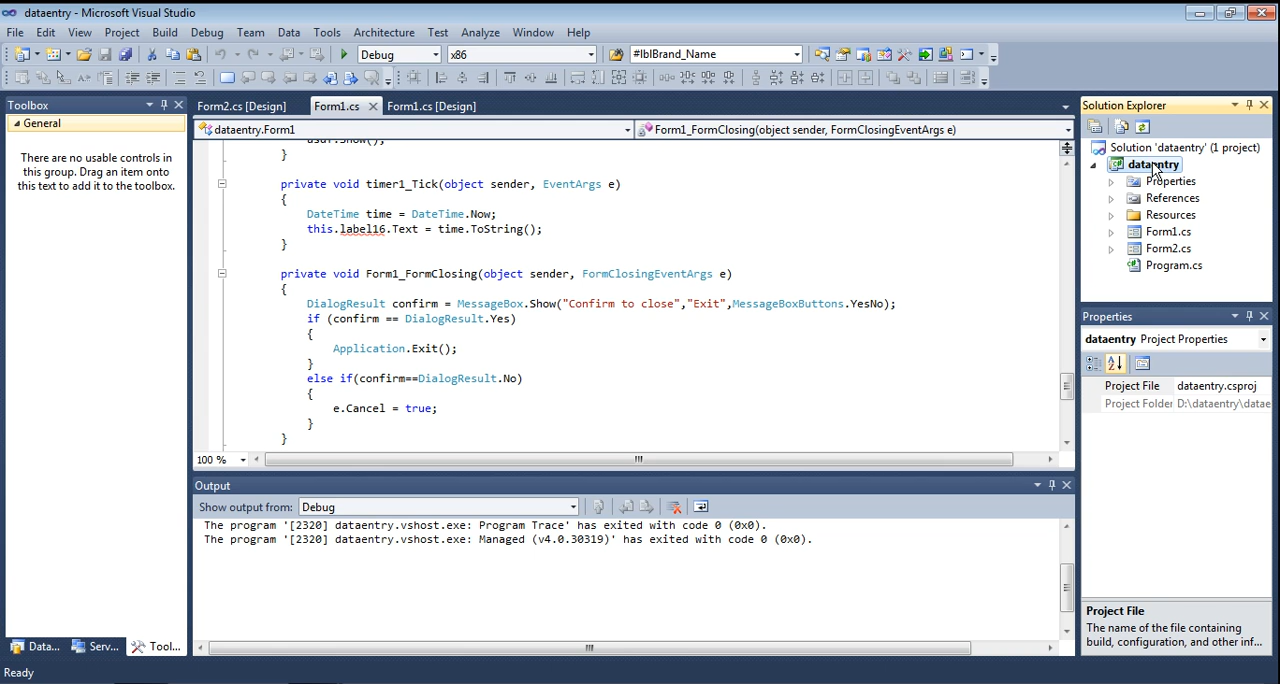 dataentry - Microsoft Visual Studio
File Edit View Project Build Debug Team Data Tools Architecture Test Analyze Window Help
Debug x86 #lblBrand_Name
Toolbox
General
There are no usable controls in
this group. Drag an item onto
this text to add it to the toolbox.
Data... Serv... Tool...
Form2.cs [Design] Form1.cs Form1.cs [Design]
dataentry.Form1 Form1_FormClosing(object sender, FormClosingEventArgs e)
}
private void timer1_Tick(object sender, EventArgs e)
{
DateTime time = DateTime.Now;
this.label16.Text = time.ToString();
}
private void Form1_FormClosing(object sender, FormClosingEventArgs e)
{
DialogResult confirm = MessageBox.Show("Confirm to close","Exit",MessageBoxButtons.YesNo);
if (confirm == DialogResult.Yes)
{
Application.Exit();
}
else if(confirm==DialogResult.No)
{
e.Cancel = true;
}
}
100 %
Output
Show output from: Debug
The program '[2320] dataentry.vshost.exe: Program Trace' has exited with code 0 (0x0).
The program '[2320] dataentry.vshost.exe: Managed (v4.0.30319)' has exited with code 0 (0x0).
Solution Explorer
Solution 'dataentry' (1 project)
dataentry
Properties
References
Resources
Form1.cs
Form2.cs
Program.cs
Properties
dataentry Project Properties
Project File dataentry.csproj
Project Folder D:\dataentry\datae
Project File
The name of the file containing
build, configuration, and other inf...
Ready